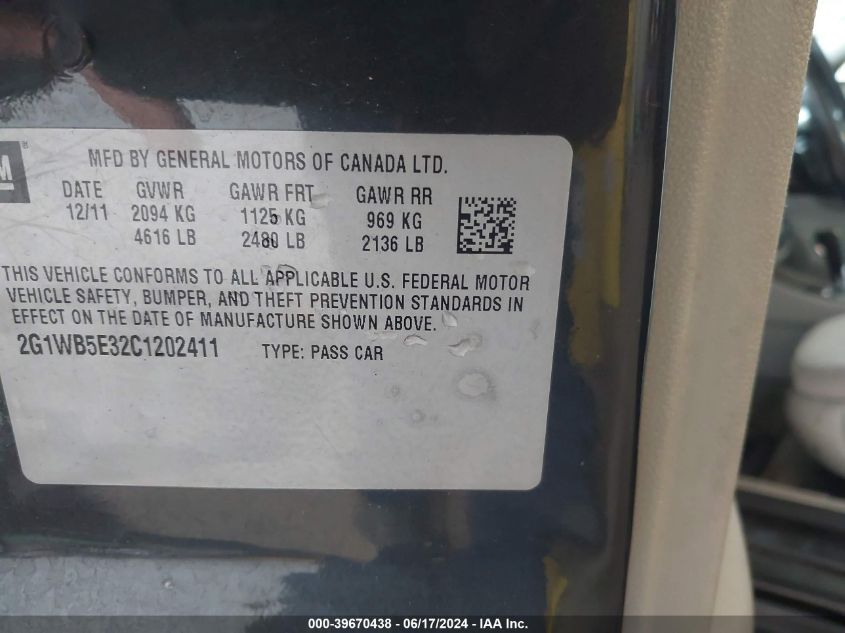 M ®
MFD BY GENERAL MOTORS OF CANADA LTD.
DATE GVWR GAWR FRT GAWR RR
12/11 2094 KG 1125 KG 969 KG
4616 LB 2480 LB 2136 LB
THIS VEHICLE CONFORMS TO ALL APPLICABLE U.S. FEDERAL MOTOR
VEHICLE SAFETY, BUMPER, AND THEFT PREVENTION STANDARDS IN
EFFECT ON THE DATE OF MANUFACTURE SHOWN ABOVE.
2G1WB5E32C1202411 TYPE: PASS CAR
000-39670438 - 06/17/2024 - IAA Inc.